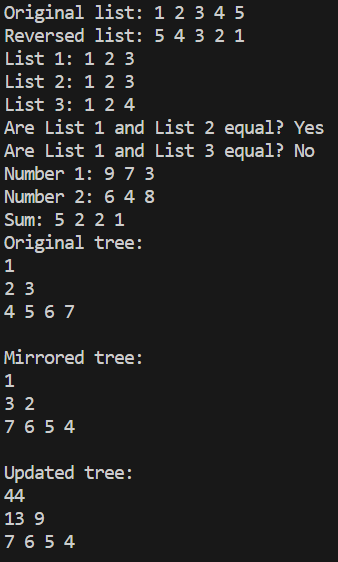 Original list: 1 2 3 4 5
Reversed list: 5 4 3 2 1
List 1: 1 2 3
List 2: 1 2 3
List 3: 1 2 4
Are List 1 and List 2 equal? Yes
Are List 1 and List 3 equal? No
Number 1: 9 7 3
Number 2: 6 4 8
Sum: 5 2 2 1
Original tree:
1
2 3
4 5 6 7
Mirrored tree:
1
3 2
7 6 5 4
Updated tree:
44
13 9
7 6 5 4